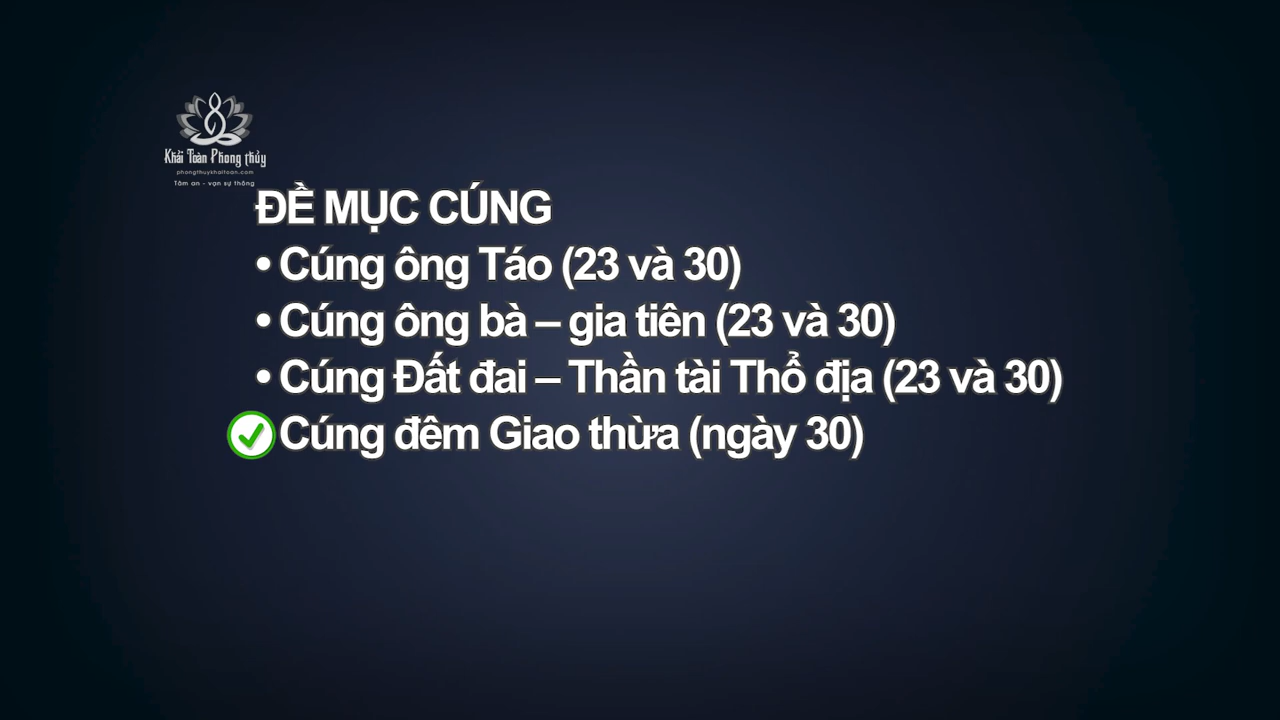 Khải Toàn Phong thủy
phongthuykhaitoan.com
Tâm an - vạn sự thông
ĐỀ MỤC CÚNG
• Cúng ông Táo (23 và 30)
• Cúng ông bà – gia tiên (23 và 30)
• Cúng Đất đai – Thần tài Thổ địa (23 và 30)
Cúng đêm Giao thừa (ngày 30)